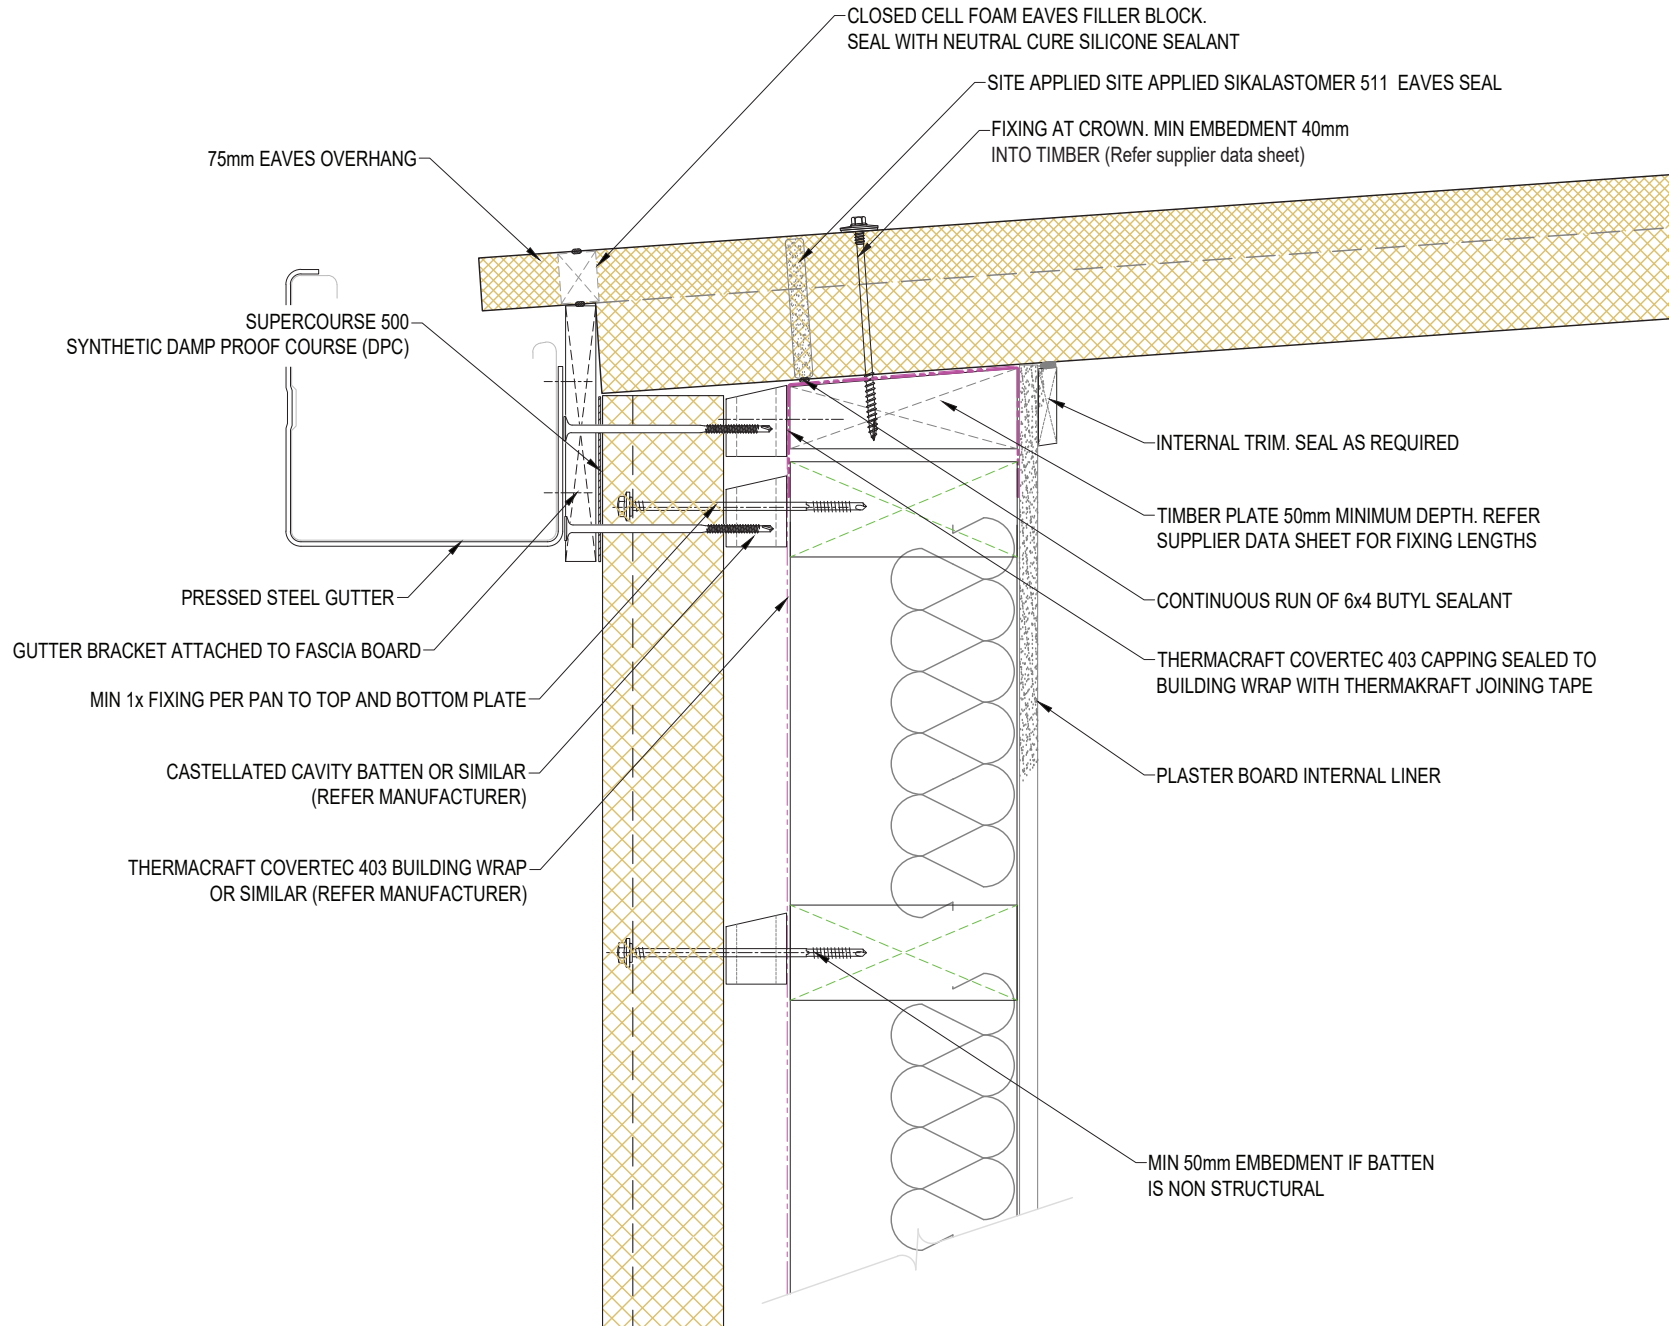 CLOSED CELL FOAM EAVES FILLER BLOCK.
SEAL WITH NEUTRAL CURE SILICONE SEALANT
SITE APPLIED SITE APPLIED SIKALASTOMER 511 EAVES SEAL
FIXING AT CROWN. MIN EMBEDMENT 40mm
INTO TIMBER (Refer supplier data sheet)
75mm EAVES OVERHANG
SUPERCOURSE 500
SYNTHETIC DAMP PROOF COURSE (DPC)
INTERNAL TRIM. SEAL AS REQUIRED
TIMBER PLATE 50mm MINIMUM DEPTH. REFER
SUPPLIER DATA SHEET FOR FIXING LENGTHS
PRESSED STEEL GUTTER
CONTINUOUS RUN OF 6x4 BUTYL SEALANT
GUTTER BRACKET ATTACHED TO FASCIA BOARD
THERMACRAFT COVERTEC 403 CAPPING SEALED TO
BUILDING WRAP WITH THERMAKRAFT JOINING TAPE
MIN 1x FIXING PER PAN TO TOP AND BOTTOM PLATE
CASTELLATED CAVITY BATTEN OR SIMILAR
(REFER MANUFACTURER)
PLASTER BOARD INTERNAL LINER
THERMACRAFT COVERTEC 403 BUILDING WRAP
OR SIMILAR (REFER MANUFACTURER)
MIN 50mm EMBEDMENT IF BATTEN
IS NON STRUCTURAL